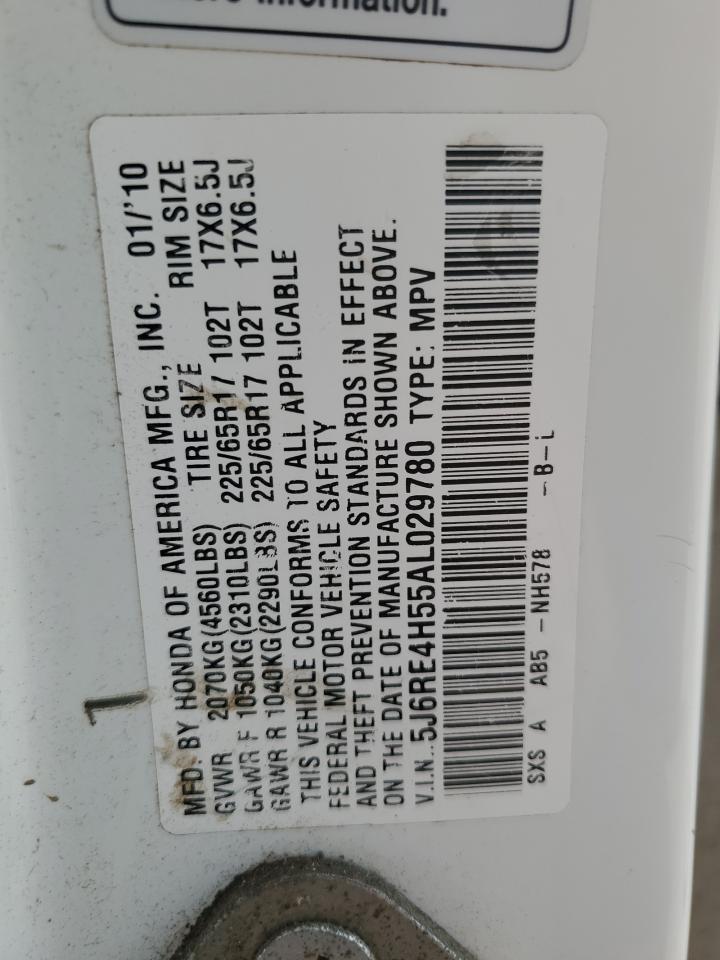 information.
MFD. BY HONDA OF AMERICA MFG., INC. 01/'10
GVWR 2070KG(4560LBS) TIRE SIZE RIM SIZE
GAWR F 1050KG(2310LBS) 225/65R17 102T 17X6.5J
GAWR R 1040KG(2290LBS) 225/65R17 102T 17X6.5J
THIS VEHICLE CONFORMS TO ALL APPLICABLE
FEDERAL MOTOR VEHICLE SAFETY
AND THEFT PREVENTION STANDARDS IN EFFECT
ON THE DATE OF MANUFACTURE SHOWN ABOVE.
V.I.N.:5J6RE4H55AL029780 TYPE: MPV
SXS A AB5 -NH578 -B-L
1